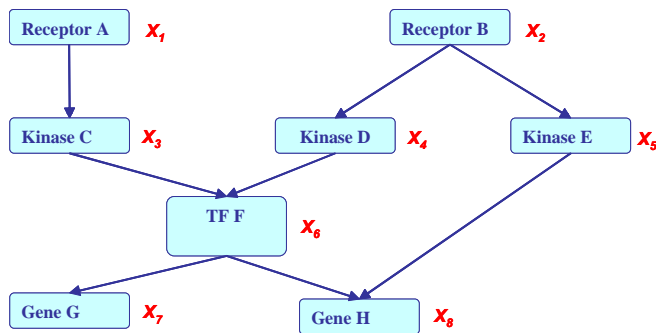 Receptor A X1
Receptor B X2
Kinase C X3
Kinase D X4
Kinase E X5
TF F X6
Gene G X7
Gene H X8